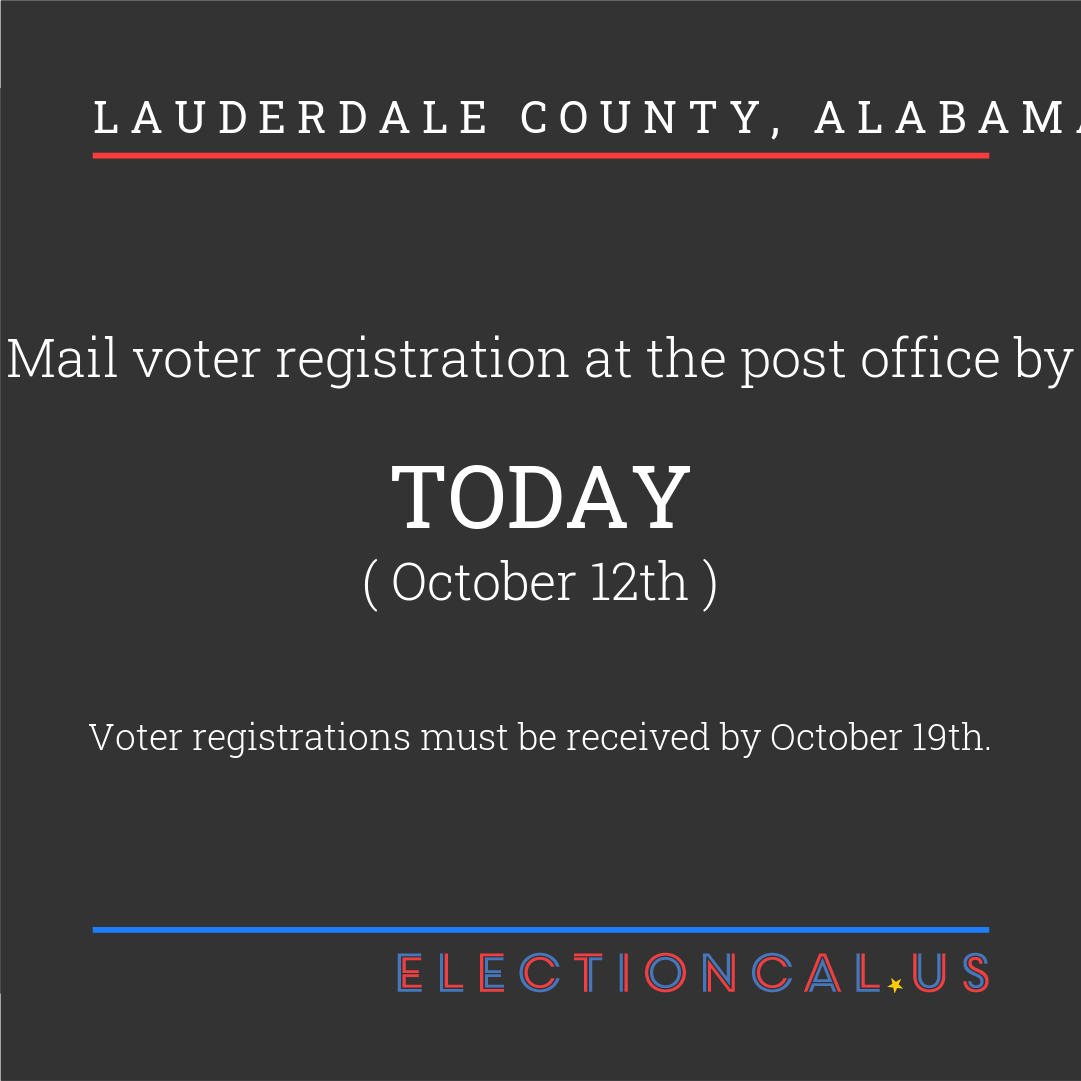 LAUDERDALE COUNTY, ALABAMA
Mail voter registration at the post office by
TODAY
( October 12th )
Voter registrations must be received by October 19th.
ELECTIONCAL.US